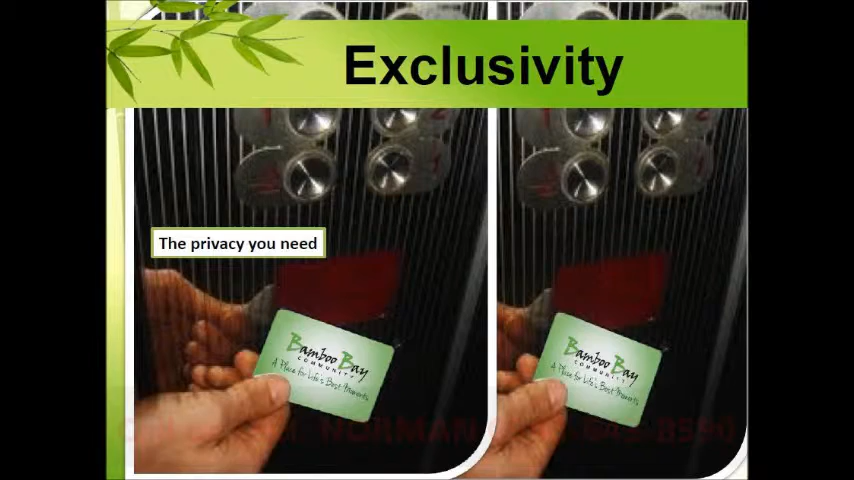 Exclusivity
The privacy you need
Bamboo Bay
COMMUNITY
A Place for Life's Best Moments
Bamboo Bay
COMMUNITY
A Place for Life's Best Moments
NORMAN